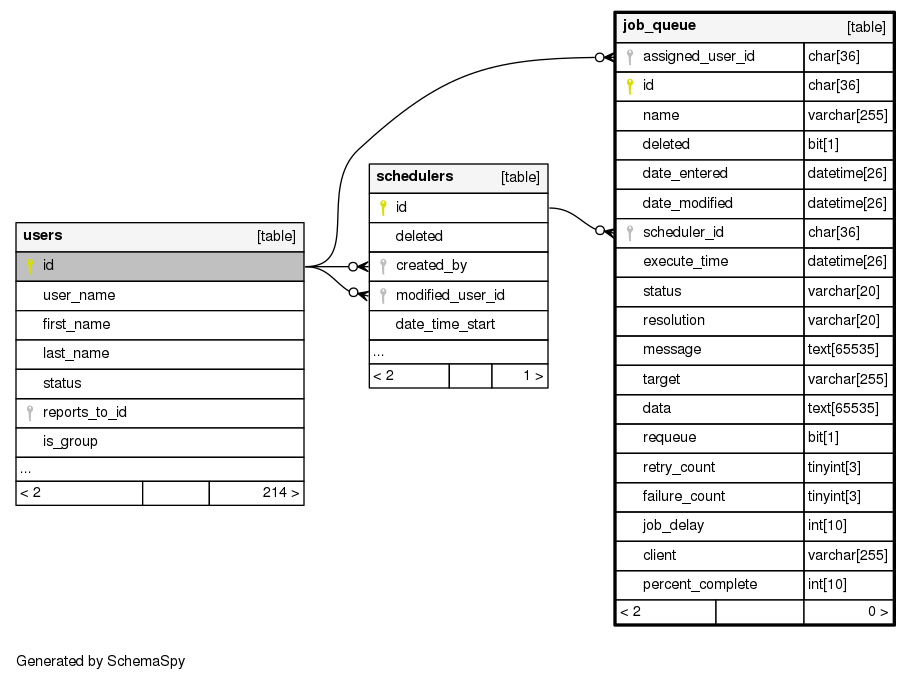 job_queue [table]
assigned_user_id char[36]
id char[36]
name varchar[255]
deleted bit[1]
date_entered datetime[26]
date_modified datetime[26]
scheduler_id char[36]
execute_time datetime[26]
status varchar[20]
resolution varchar[20]
message text[65535]
target varchar[255]
data text[65535]
requeue bit[1]
retry_count tinyint[3]
failure_count tinyint[3]
job_delay int[10]
client varchar[255]
percent_complete int[10]
< 2 0 >
schedulers [table]
id
deleted
created_by
modified_user_id
date_time_start
...
< 2 1 >
users [table]
id
user_name
first_name
last_name
status
reports_to_id
is_group
...
< 2 214 >
Generated by SchemaSpy